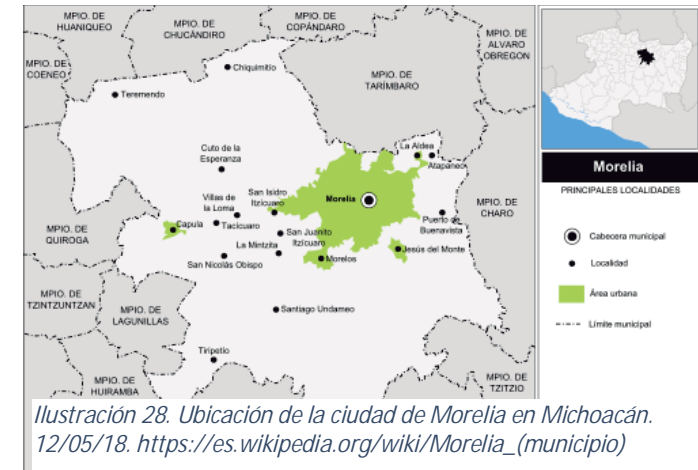 MPIO. DE
HUANIQUEO
MPIO. DE
CHUCÁNDIRO
MPIO. DE
COPÁNDARO
MPIO. DE
ALVARO
OBREGON
MPIO. DE
COENEO
Chiquimitio
MPIO. DE
TARÍMBARO
Teremendo
Cuto de la
Esperanza
La Aldea
Atapaneo
Villas de
la Loma
San Isidro
Itzicuaro
Morelia
MPIO. DE
CHARO
MPIO. DE
QUIROGA
Capula
Tacicuaro
San Juanito
Itzicuaro
Puerto de
Buenavista
La Mintzita
Jesús del Monte
San Nicolás Obispo
Morelos
MPIO. DE
TZINTZUNTZAN
MPIO. DE
LAGUNILLAS
Santiago Undameo
Tiripetio
MPIO. DE
HUIRAMBA
MPIO. DE
TZITZIO
Morelia
PRINCIPALES LOCALIDADES
Cabecera municipal
Localidad
Área urbana
Límite municipal
Ilustración 28. Ubicación de la ciudad de Morelia en Michoacán.
12/05/18. https://es.wikipedia.org/wiki/Morelia_(municipio)